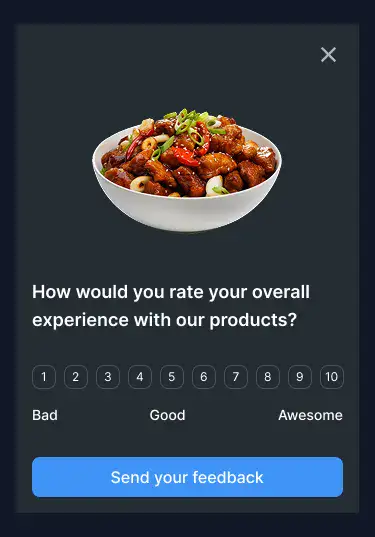 How would you rate your overall
experience with our products?
1 2 3 4 5 6 7 8 9 10
Bad Good Awesome
Send your feedback